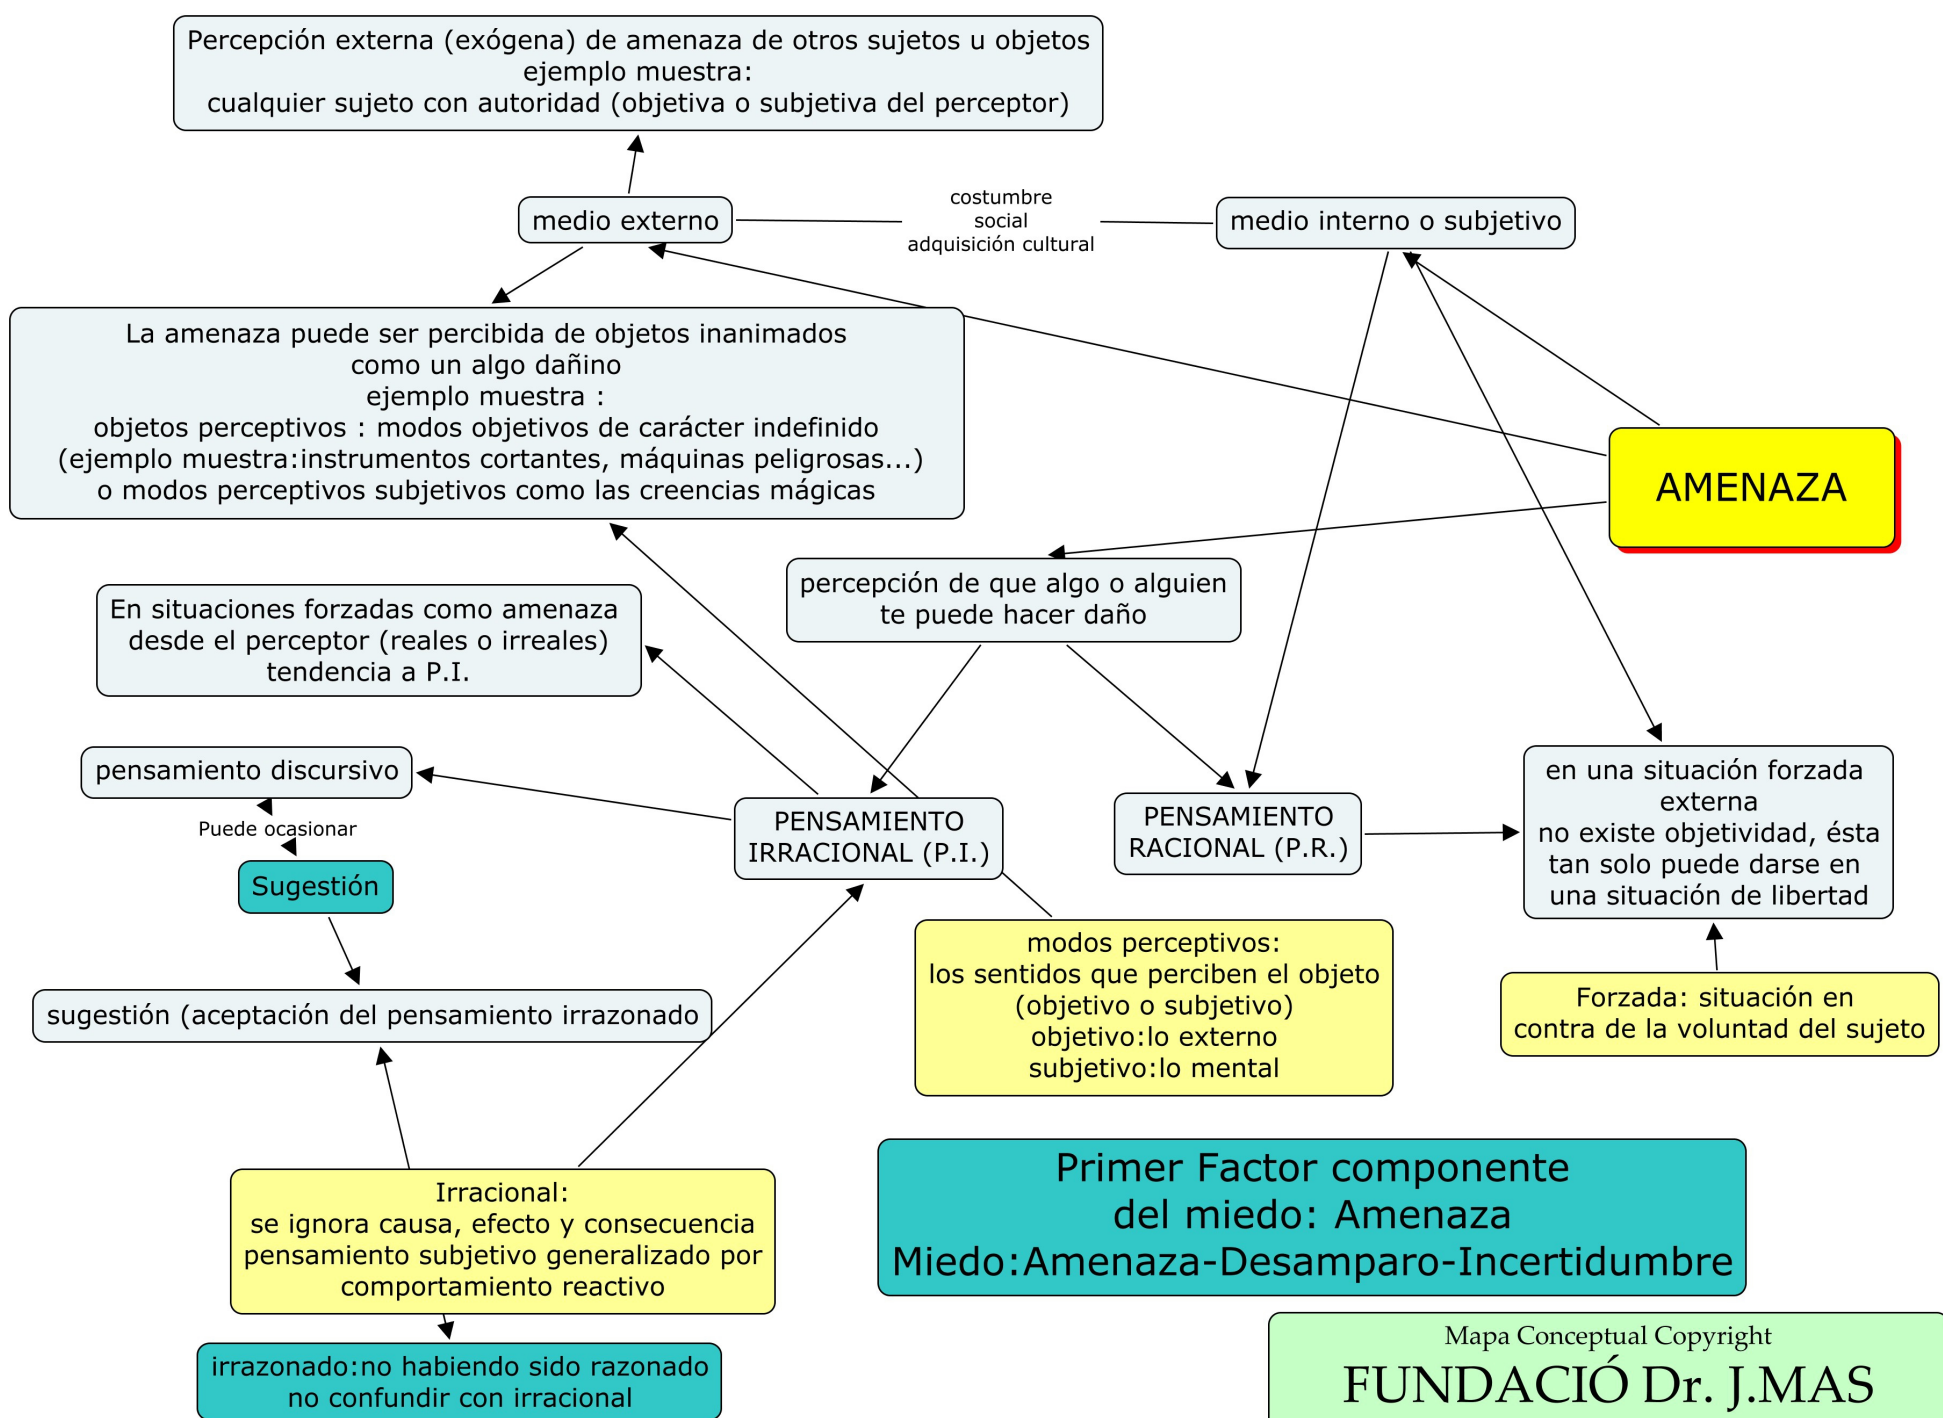 Percepción externa (exógena) de amenaza de otros sujetos u objetos
ejemplo muestra:
cualquier sujeto con autoridad (objetiva o subjetiva del perceptor)
medio externo
costumbre
social
adquisición cultural
medio interno o subjetivo
La amenaza puede ser percibida de objetos inanimados
como un algo dañino
ejemplo muestra :
objetos perceptivos : modos objetivos de carácter indefinido
(ejemplo muestra:instrumentos cortantes, máquinas peligrosas...)
o modos perceptivos subjetivos como las creencias mágicas
AMENAZA
percepción de que algo o alguien
te puede hacer daño
En situaciones forzadas como amenaza
desde el perceptor (reales o irreales)
tendencia a P.I.
pensamiento discursivo
Puede ocasionar
Sugestión
PENSAMIENTO
IRRACIONAL (P.I.)
PENSAMIENTO
RACIONAL (P.R.)
en una situación forzada
externa
no existe objetividad, ésta
tan solo puede darse en
una situación de libertad
modos perceptivos:
los sentidos que perciben el objeto
(objetivo o subjetivo)
objetivo:lo externo
subjetivo:lo mental
Forzada: situación en
contra de la voluntad del sujeto
sugestión (aceptación del pensamiento irrazonado
Irracional:
se ignora causa, efecto y consecuencia
pensamiento subjetivo generalizado por
comportamiento reactivo
Primer Factor componente
del miedo: Amenaza
Miedo:Amenaza-Desamparo-Incertidumbre
irrazonado:no habiendo sido razonado
no confundir con irracional
Mapa Conceptual Copyright
FUNDACIÓ Dr. J.MAS